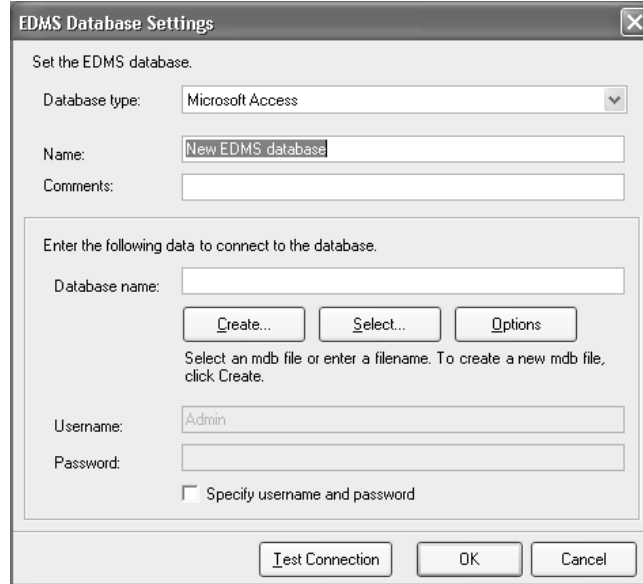 EDMS Database Settings
Set the EDMS database.
Database type: Microsoft Access
Name: New EDMS database
Comments:
Enter the following data to connect to the database.
Database name:
Create... Select... Options
Select an mdb file or enter a filename. To create a new mdb file,
click Create.
Username: Admin
Password:
Specify username and password
Test Connection OK Cancel